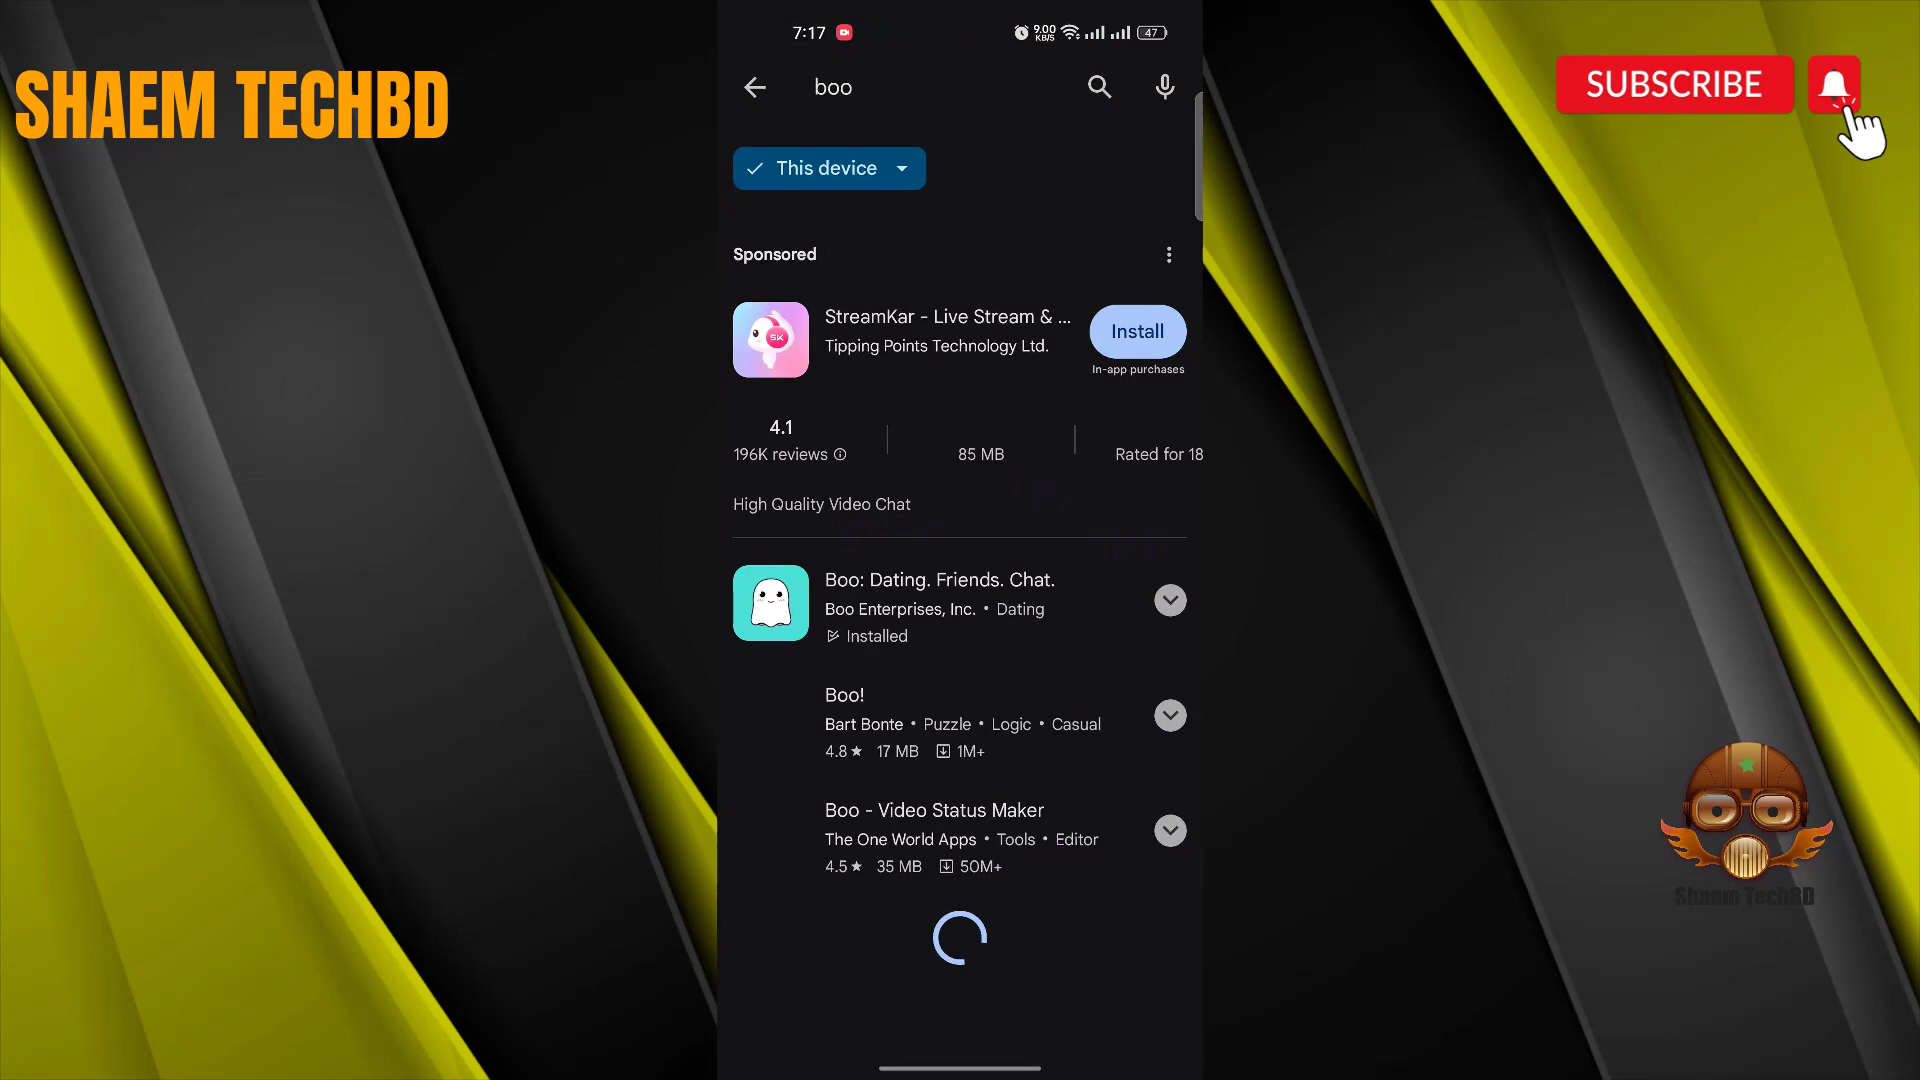 SHAEM TECHBD
SUBSCRIBE
7:17
9.00
KB/S
47
boo
This device
Sponsored
StreamKar - Live Stream & ...
Tipping Points Technology Ltd.
Install
In-app purchases
SK
4.1
196K reviews
85 MB
Rated for 18
High Quality Video Chat
Boo: Dating. Friends. Chat.
Boo Enterprises, Inc. • Dating
Installed
Boo!
Bart Bonte • Puzzle • Logic • Casual
4.8★ 17 MB 1M+
Boo - Video Status Maker
The One World Apps • Tools • Editor
4.5★ 35 MB 50M+
Shaem TechBD